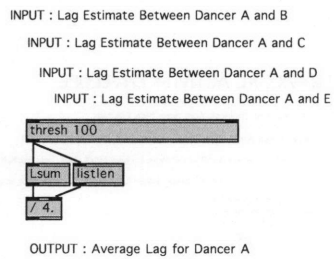 INPUT : Lag Estimate Between Dancer A and B
INPUT : Lag Estimate Between Dancer A and C
INPUT : Lag Estimate Between Dancer A and D
INPUT : Lag Estimate Between Dancer A and E
thresh 100
Lsum listlen
/ 4.
OUTPUT : Average Lag for Dancer A